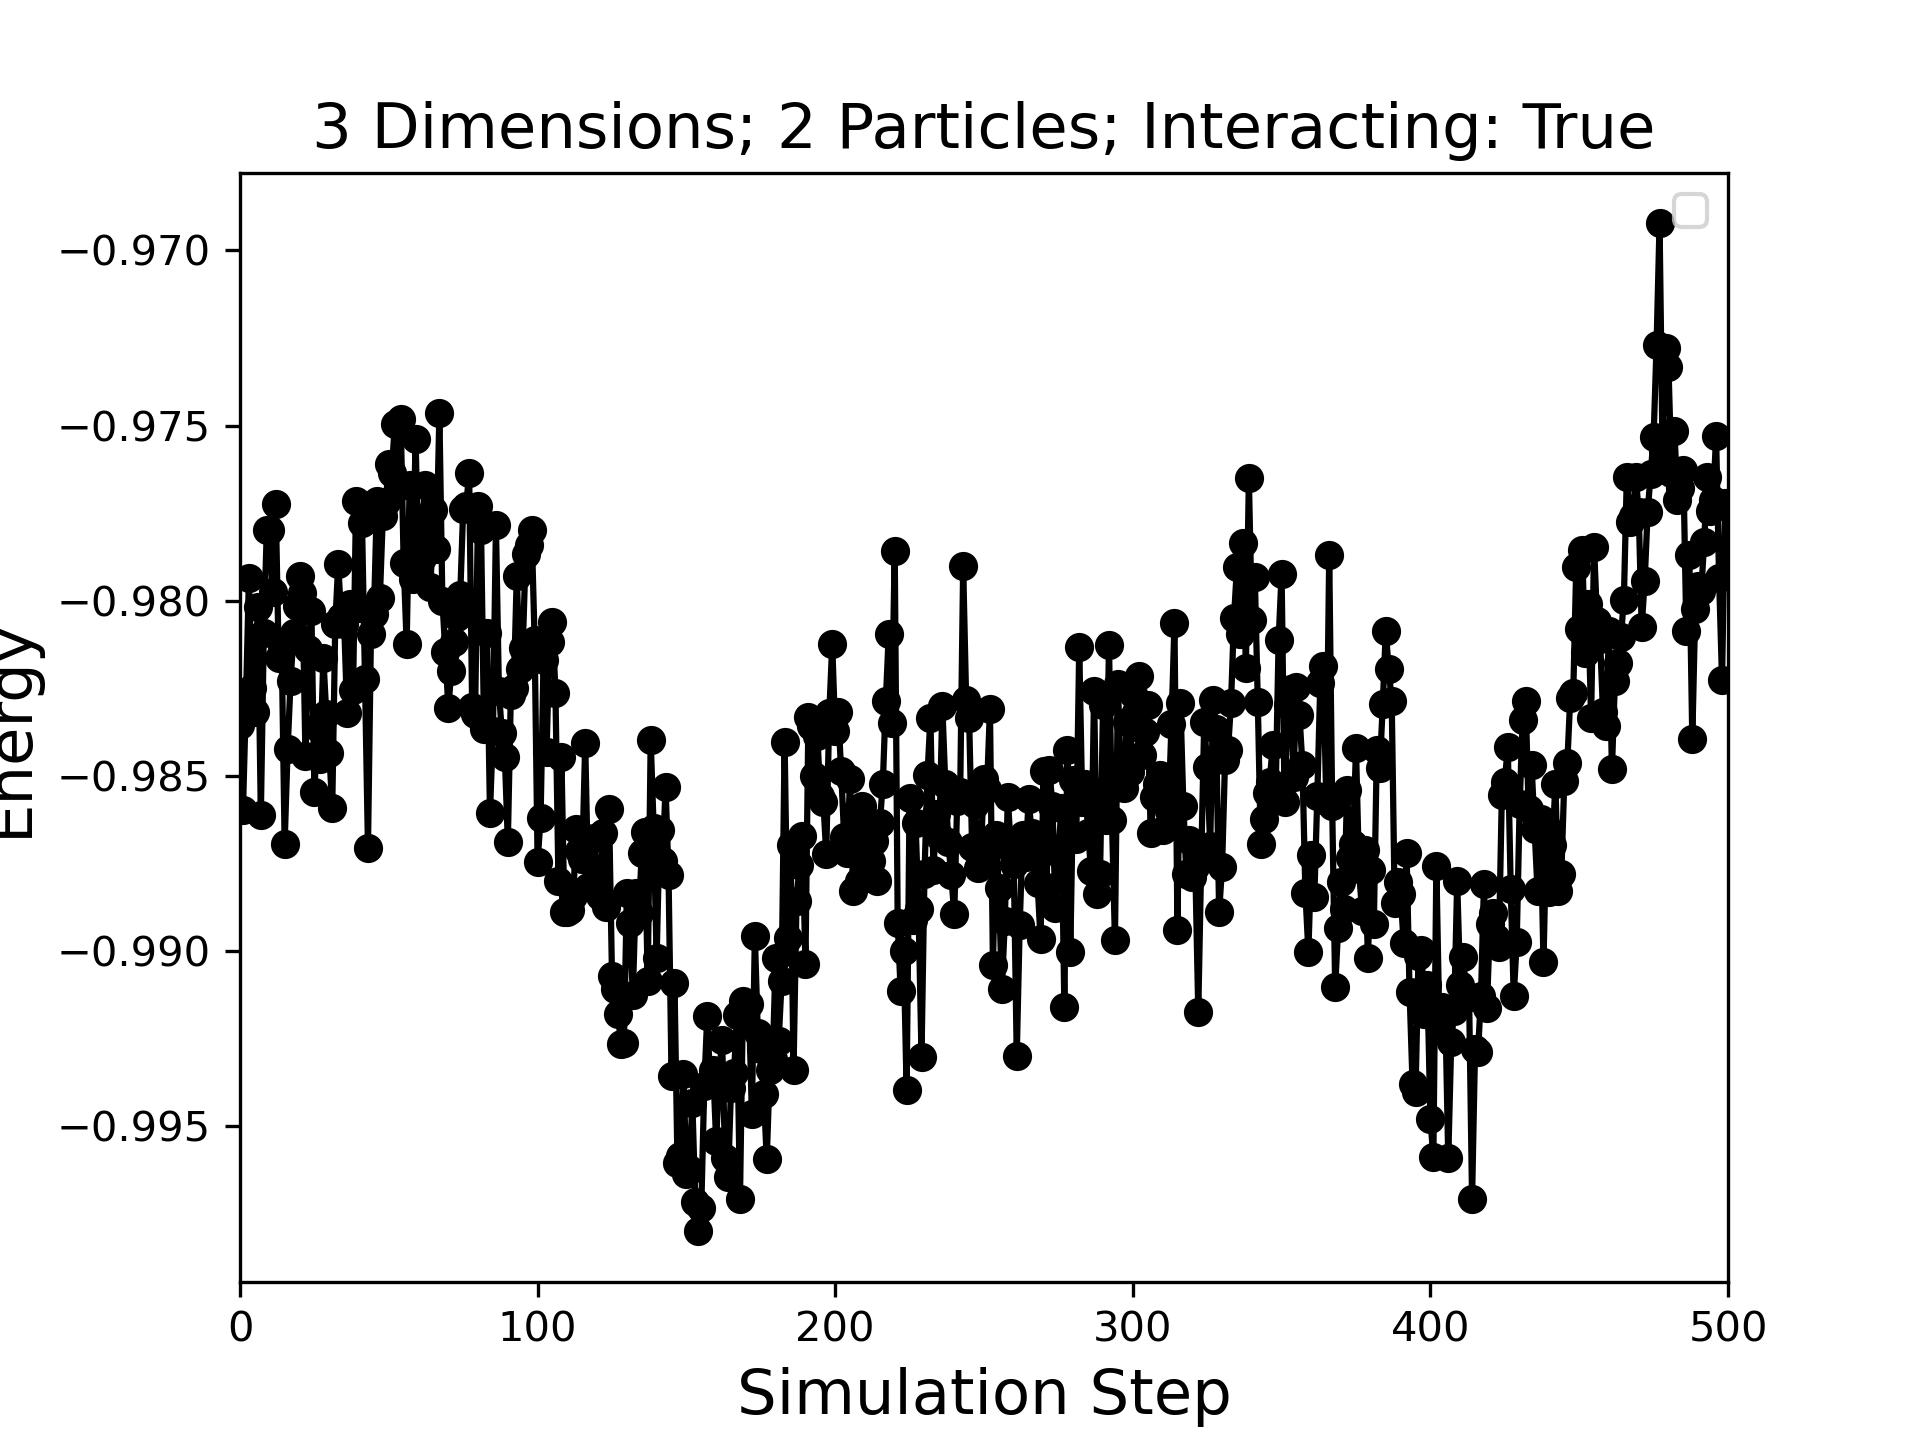 3 Dimensions; 2 Particles; Interacting: True
Energy
−0.970
−0.975
−0.980
−0.985
−0.990
−0.995
0 100 200 300 400 500
Simulation Step